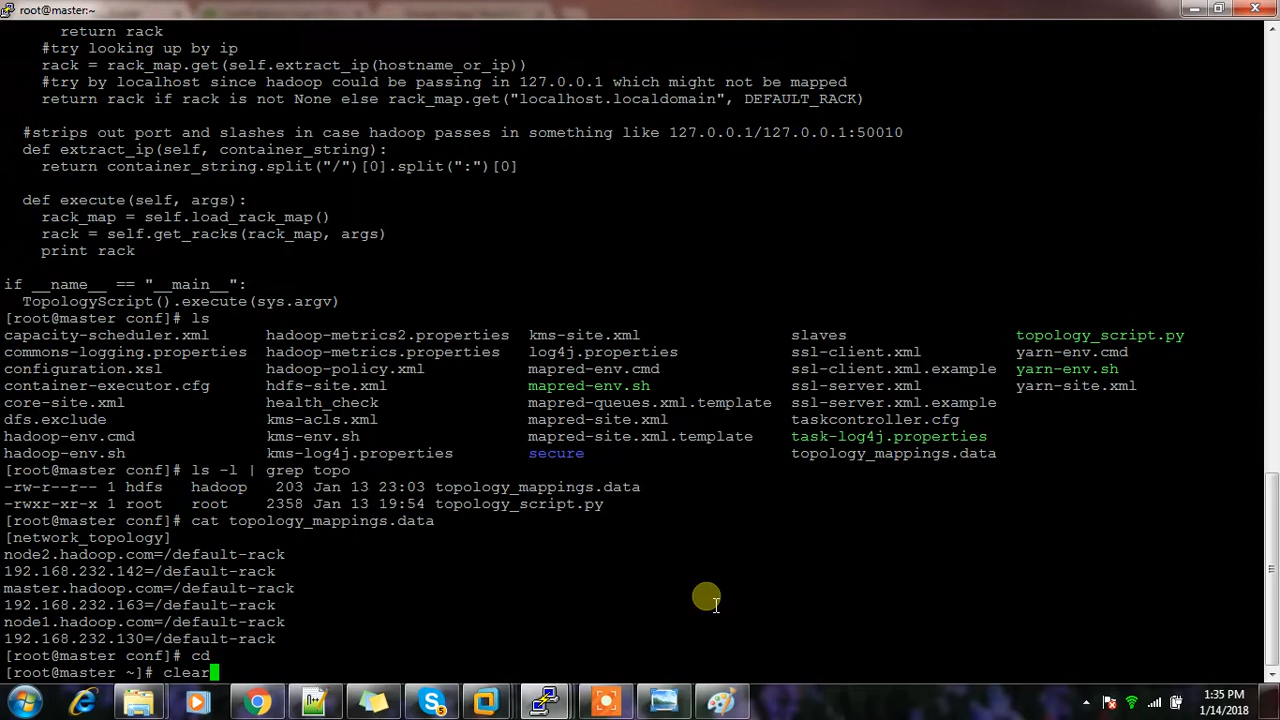 root@master:~
return rack
#try looking up by ip
rack = rack_map.get(self.extract_ip(hostname_or_ip))
#try by localhost since hadoop could be passing in 127.0.0.1 which might not be mapped
return rack if rack is not None else rack_map.get("localhost.localdomain", DEFAULT_RACK)
#strips out port and slashes in case hadoop passes in something like 127.0.0.1/127.0.0.1:50010
def extract_ip(self, container_string):
return container_string.split("/")[0].split(":")[0]
def execute(self, args):
rack_map = self.load_rack_map()
rack = self.get_racks(rack_map, args)
print rack
if __name__ == "__main__":
TopologyScript().execute(sys.argv)
[root@master conf]# ls
capacity-scheduler.xml hadoop-metrics2.properties kms-site.xml slaves topology_script.py
commons-logging.properties hadoop-metrics.properties log4j.properties ssl-client.xml yarn-env.cmd
configuration.xsl hadoop-policy.xml mapred-env.cmd ssl-client.xml.example yarn-env.sh
container-executor.cfg hdfs-site.xml mapred-env.sh ssl-server.xml yarn-site.xml
core-site.xml health_check mapred-queues.xml.template ssl-server.xml.example
dfs.exclude kms-acls.xml mapred-site.xml taskcontroller.cfg
hadoop-env.cmd kms-env.sh mapred-site.xml.template task-log4j.properties
hadoop-env.sh kms-log4j.properties secure topology_mappings.data
[root@master conf]# ls -l | grep topo
-rw-r--r-- 1 hdfs hadoop 203 Jan 13 23:03 topology_mappings.data
-rwxr-xr-x 1 root root 2358 Jan 13 19:54 topology_script.py
[root@master conf]# cat topology_mappings.data
[network_topology]
node2.hadoop.com=/default-rack
192.168.232.142=/default-rack
master.hadoop.com=/default-rack
192.168.232.163=/default-rack
node1.hadoop.com=/default-rack
192.168.232.130=/default-rack
[root@master conf]# cd
[root@master ~]# clear
1:35 PM
1/14/2018